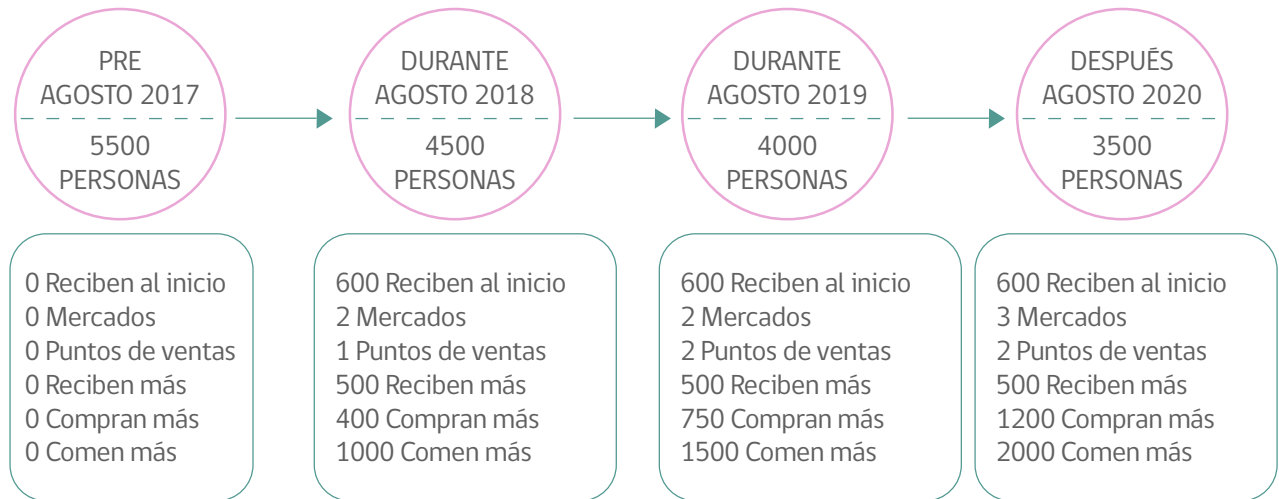 PRE
AGOSTO 2017
5500
PERSONAS
DURANTE
AGOSTO 2018
4500
PERSONAS
DURANTE
AGOSTO 2019
4000
PERSONAS
DESPUÉS
AGOSTO 2020
3500
PERSONAS
0 Reciben al inicio
0 Mercados
0 Puntos de ventas
0 Reciben más
0 Compran más
0 Comen más
600 Reciben al inicio
2 Mercados
1 Puntos de ventas
500 Reciben más
400 Compran más
1000 Comen más
600 Reciben al inicio
2 Mercados
2 Puntos de ventas
500 Reciben más
750 Compran más
1500 Comen más
600 Reciben al inicio
3 Mercados
2 Puntos de ventas
500 Reciben más
1200 Compran más
2000 Comen más